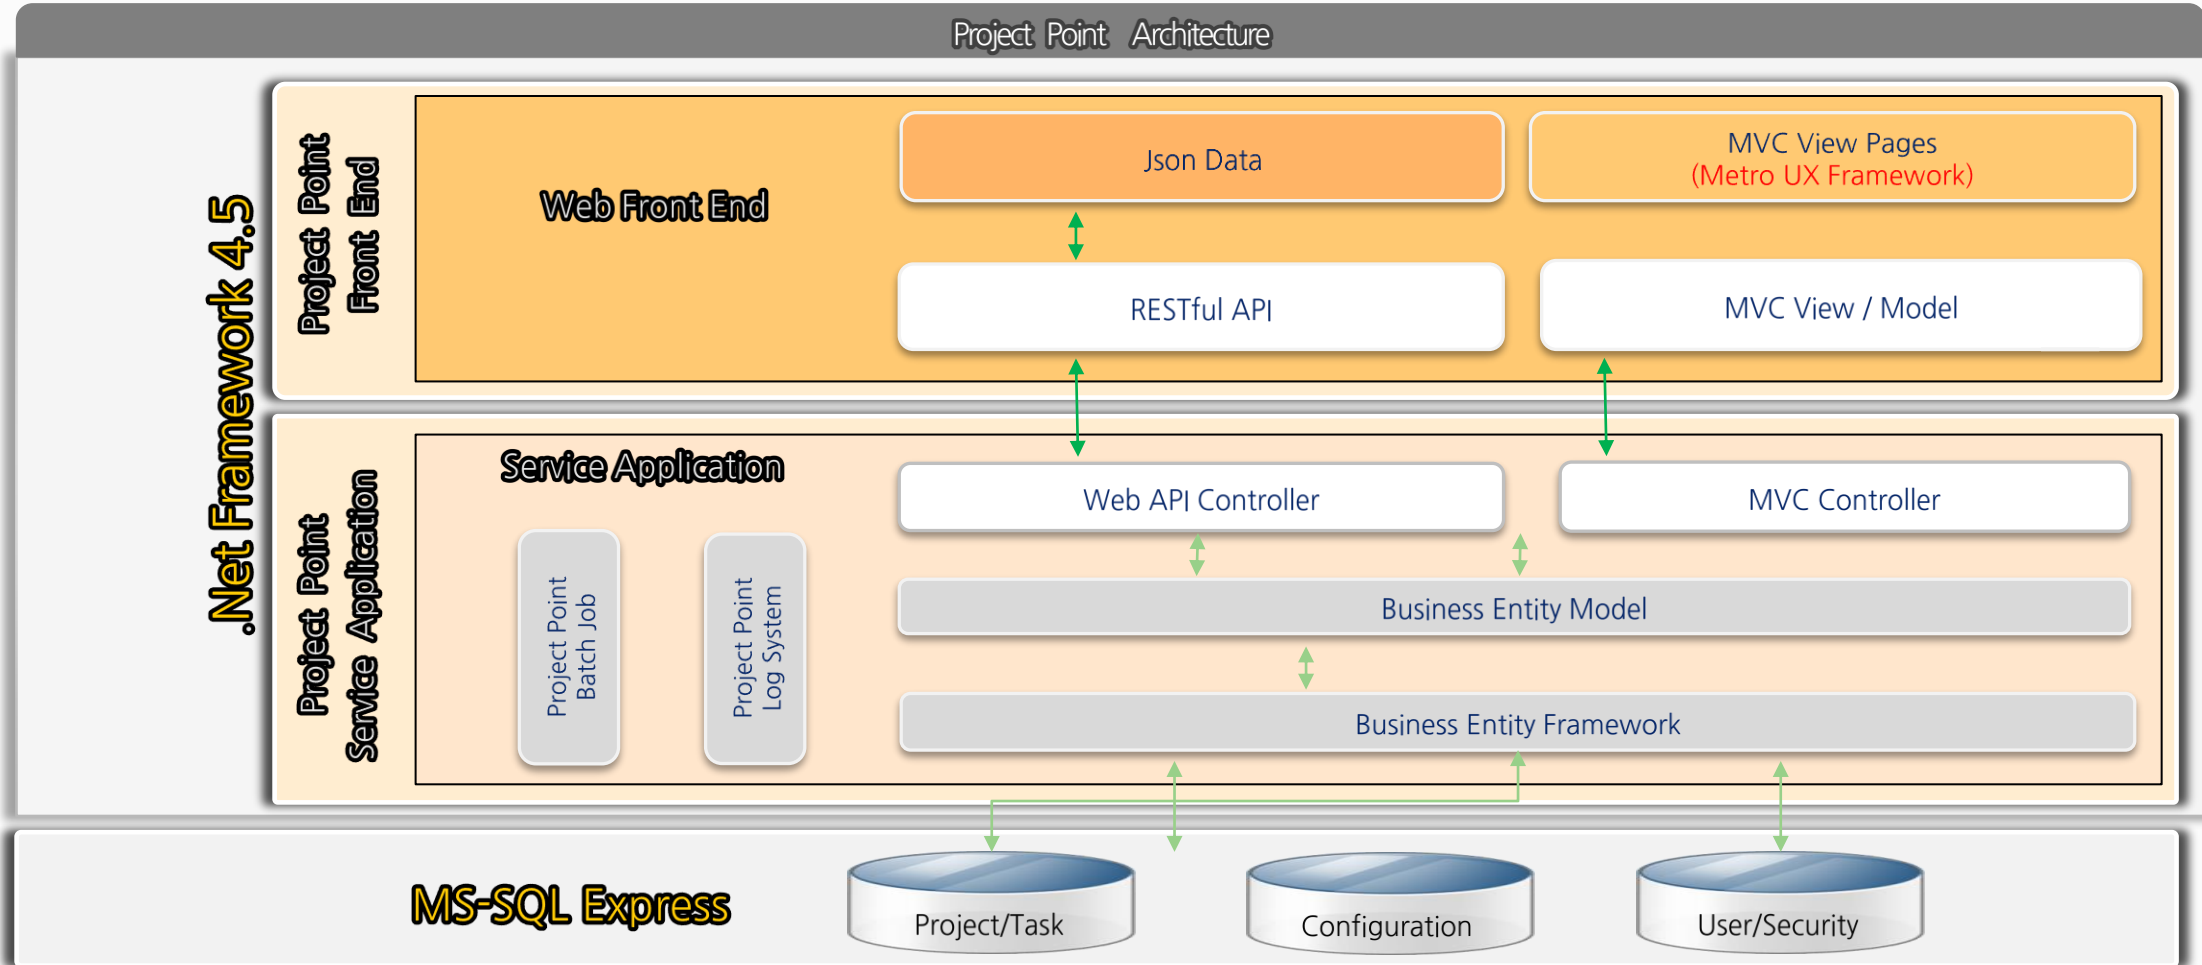 Project Point Architecture
.Net Framework 4.5
Project Point
Front End
Web Front End
Json Data
MVC View Pages
(Metro UX Framework)
RESTful API
MVC View / Model
Project Point
Service Application
Service Application
Web API Controller
MVC Controller
Project Point
Batch Job
Project Point
Log System
Business Entity Model
Business Entity Framework
MS-SQL Express
Project/Task
Configuration
User/Security